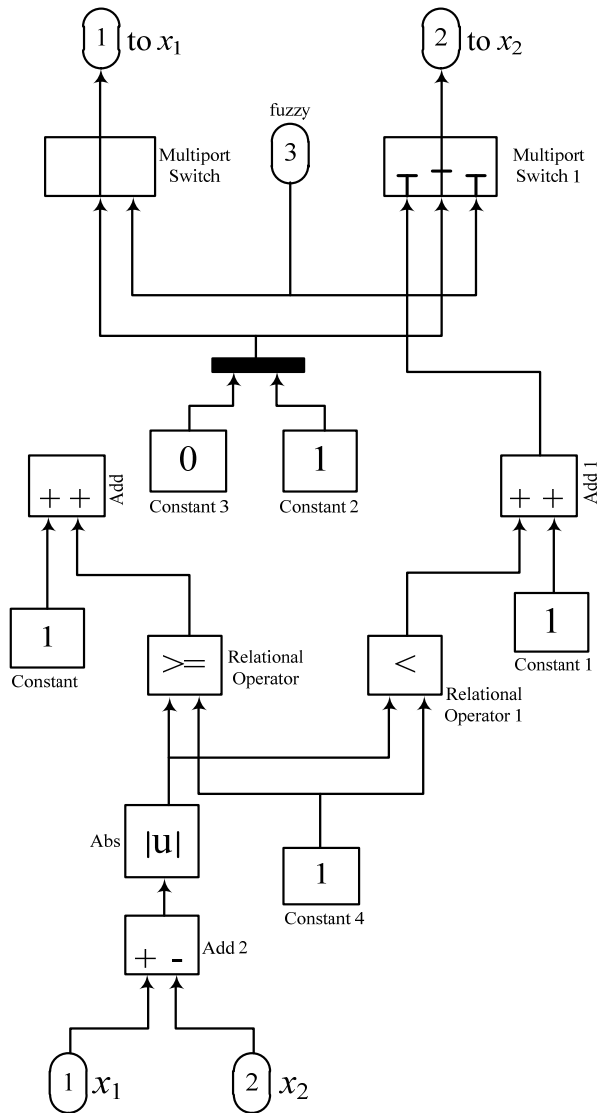 1 to x1
2 to x2
fuzzy
3
Multiport
Switch
Multiport
Switch 1
0
1
Constant 3
Constant 2
+ +
Add
+ +
Add 1
1
Constant
1
Constant 1
>=
Relational
Operator
<
Relational
Operator 1
Abs
|u|
1
Constant 4
+ -
Add 2
1 x1
2 x2